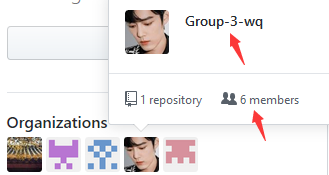 Group-3-wq
1 repository 6 members
Organizations